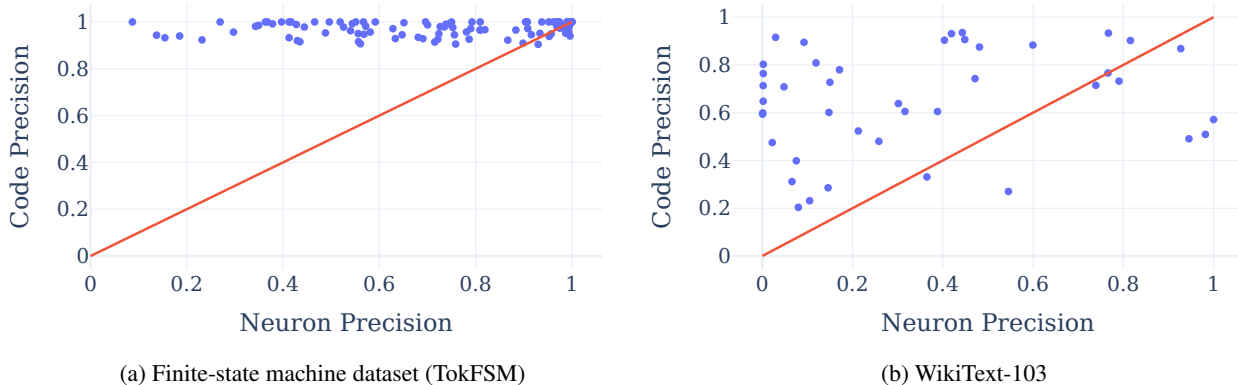 Code Precision
1
0.8
0.6
0.4
0.2
0
0 0.2 0.4 0.6 0.8 1
Neuron Precision
(a) Finite-state machine dataset (TokFSM)
Code Precision
1
0.8
0.6
0.4
0.2
0
0 0.2 0.4 0.6 0.8 1
Neuron Precision
(b) WikiText-103